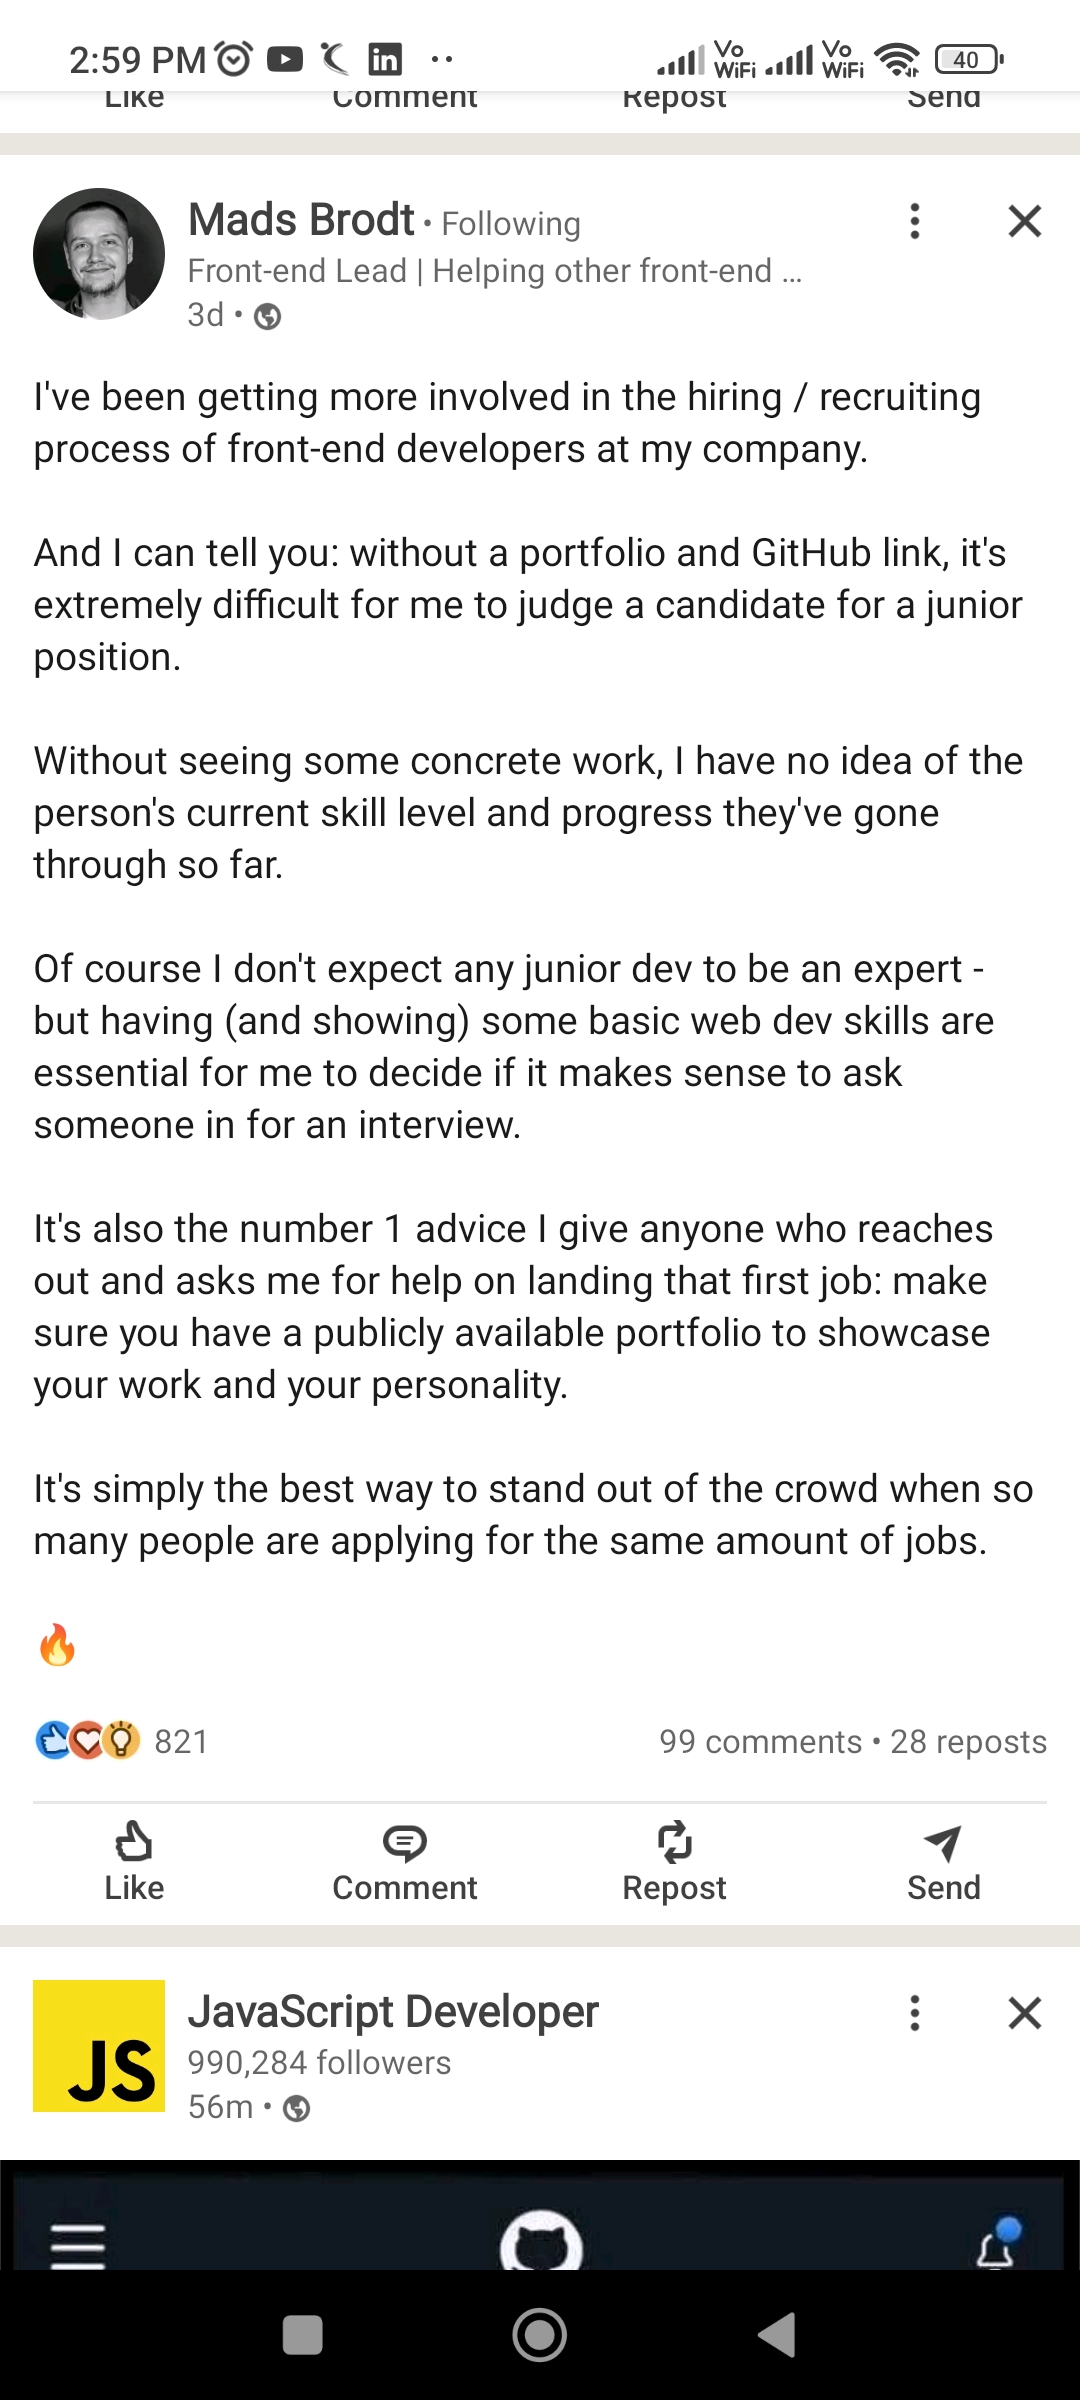 2:59 PM in ·· Vo WiFi Vo WiFi 40
Like Comment Repost Send
Mads Brodt • Following
Front-end Lead | Helping other front-end ...
3d •
I've been getting more involved in the hiring / recruiting
process of front-end developers at my company.
And I can tell you: without a portfolio and GitHub link, it's
extremely difficult for me to judge a candidate for a junior
position.
Without seeing some concrete work, I have no idea of the
person's current skill level and progress they've gone
through so far.
Of course I don't expect any junior dev to be an expert -
but having (and showing) some basic web dev skills are
essential for me to decide if it makes sense to ask
someone in for an interview.
It's also the number 1 advice I give anyone who reaches
out and asks me for help on landing that first job: make
sure you have a publicly available portfolio to showcase
your work and your personality.
It's simply the best way to stand out of the crowd when so
many people are applying for the same amount of jobs.
🔥
821 99 comments • 28 reposts
Like Comment Repost Send
JS
JavaScript Developer
990,284 followers
56m •